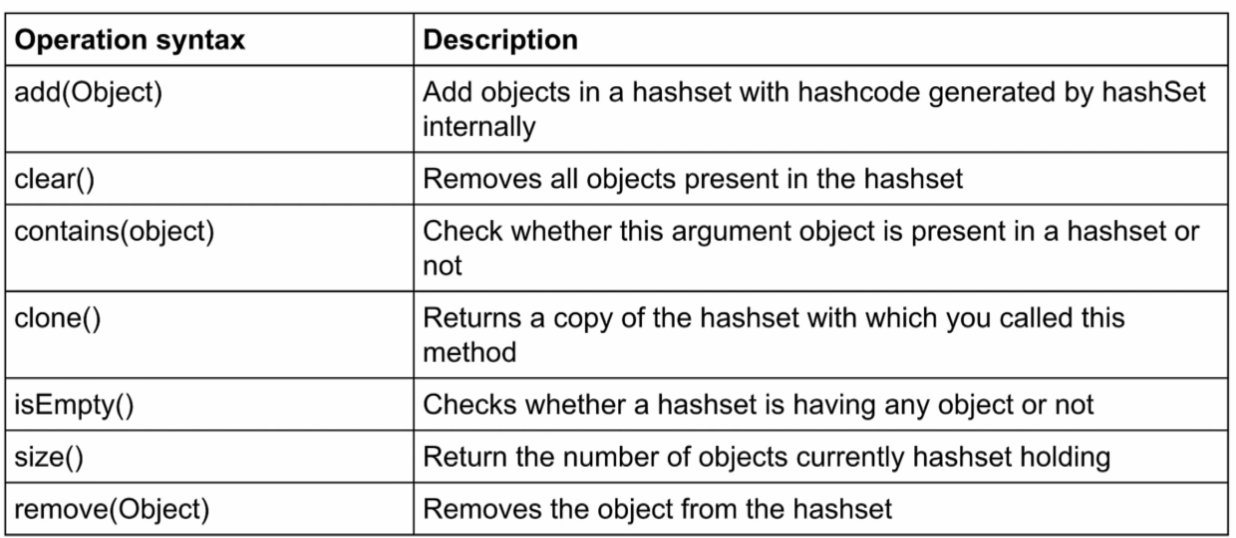 Operation syntax
Description
add(Object)
Add objects in a hashset with hashcode generated by hashSet
internally
clear()
Removes all objects present in the hashset
contains(object)
Check whether this argument object is present in a hashset or
not
clone()
Returns a copy of the hashset with which you called this
method
isEmpty()
Checks whether a hashset is having any object or not
size()
Return the number of objects currently hashset holding
remove(Object)
Removes the object from the hashset